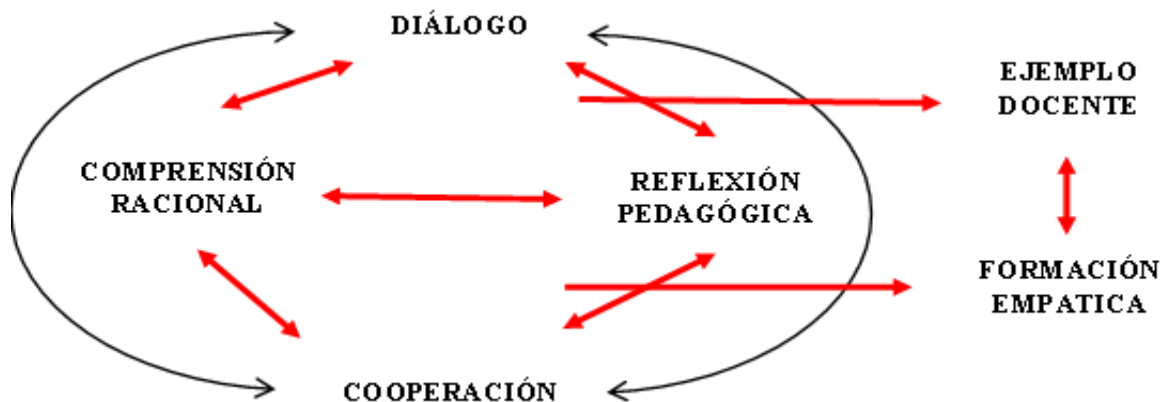 DIÁLOGO
EJEMPLO
DOCENTE
COMPRENSIÓN
RACIONAL
REFLEXIÓN
PEDAGÓGICA
FORMACIÓN
EMPATICA
COOPERACIÓN